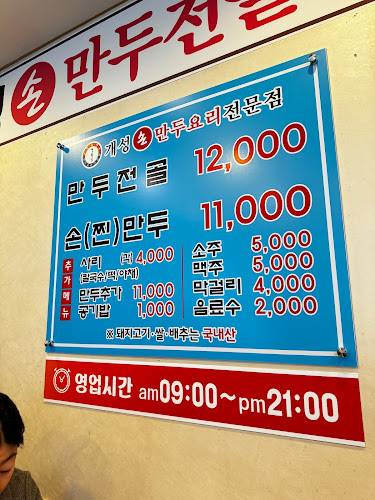 손 만두전골
개성 손 만두요리전문점
만두전골 12,000
손(찐)만두 11,000
추가메뉴
사리 (각) 4,000
(칼국수/떡/야채)
만두추가 11,000
공기밥 1,000
소주 5,000
맥주 5,000
막걸리 4,000
음료수 2,000
※ 돼지고기·쌀·배추는 국내산
영업시간 am09:00~pm21:00